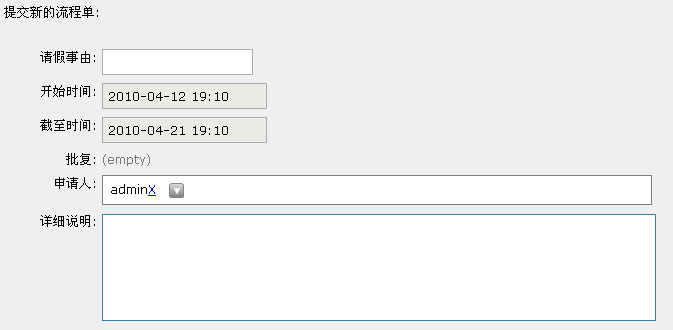 提交新的流程单:
请假事由:
开始时间: 2010-04-12 19:10
截至时间: 2010-04-21 19:10
批复: (empty)
申请人: adminX
详细说明: